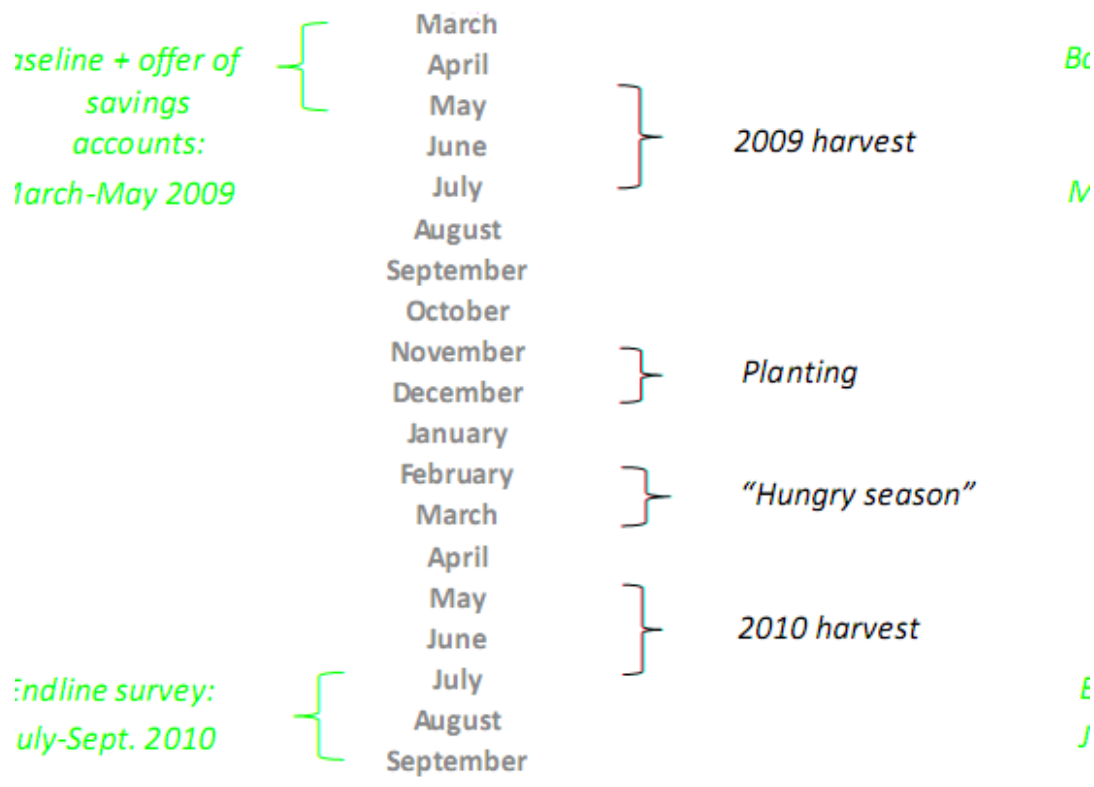 March
aseline + offer of
April
savings
May
accounts:
June
2009 harvest
March-May 2009
July
August
September
October
November
Planting
December
January
February
"Hungry season"
March
April
May
June
2010 harvest
Endline survey:
July
uly-Sept. 2010
August
September
Ba
M
E
J